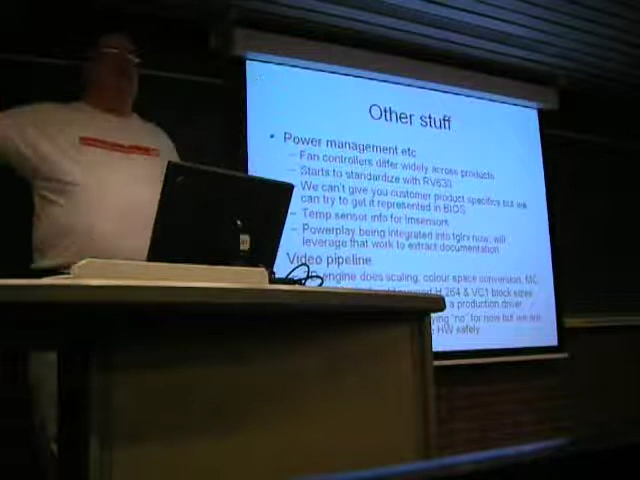 Other stuff
• Power management etc
– Fan controllers differ widely across products
– Starts to standardize with RV630
– We can't give you customer product specifics but we
can try to get it represented in BIOS
– Temp sensor info for lmsensors
– Powerplay being integrated into fglrx now, will
leverage that work to extract documentation
Video pipeline
engine does scaling, colour space conversion, MC
H.264 & VC1 block sizes
a production driver
"no" for now but we are
HW safely